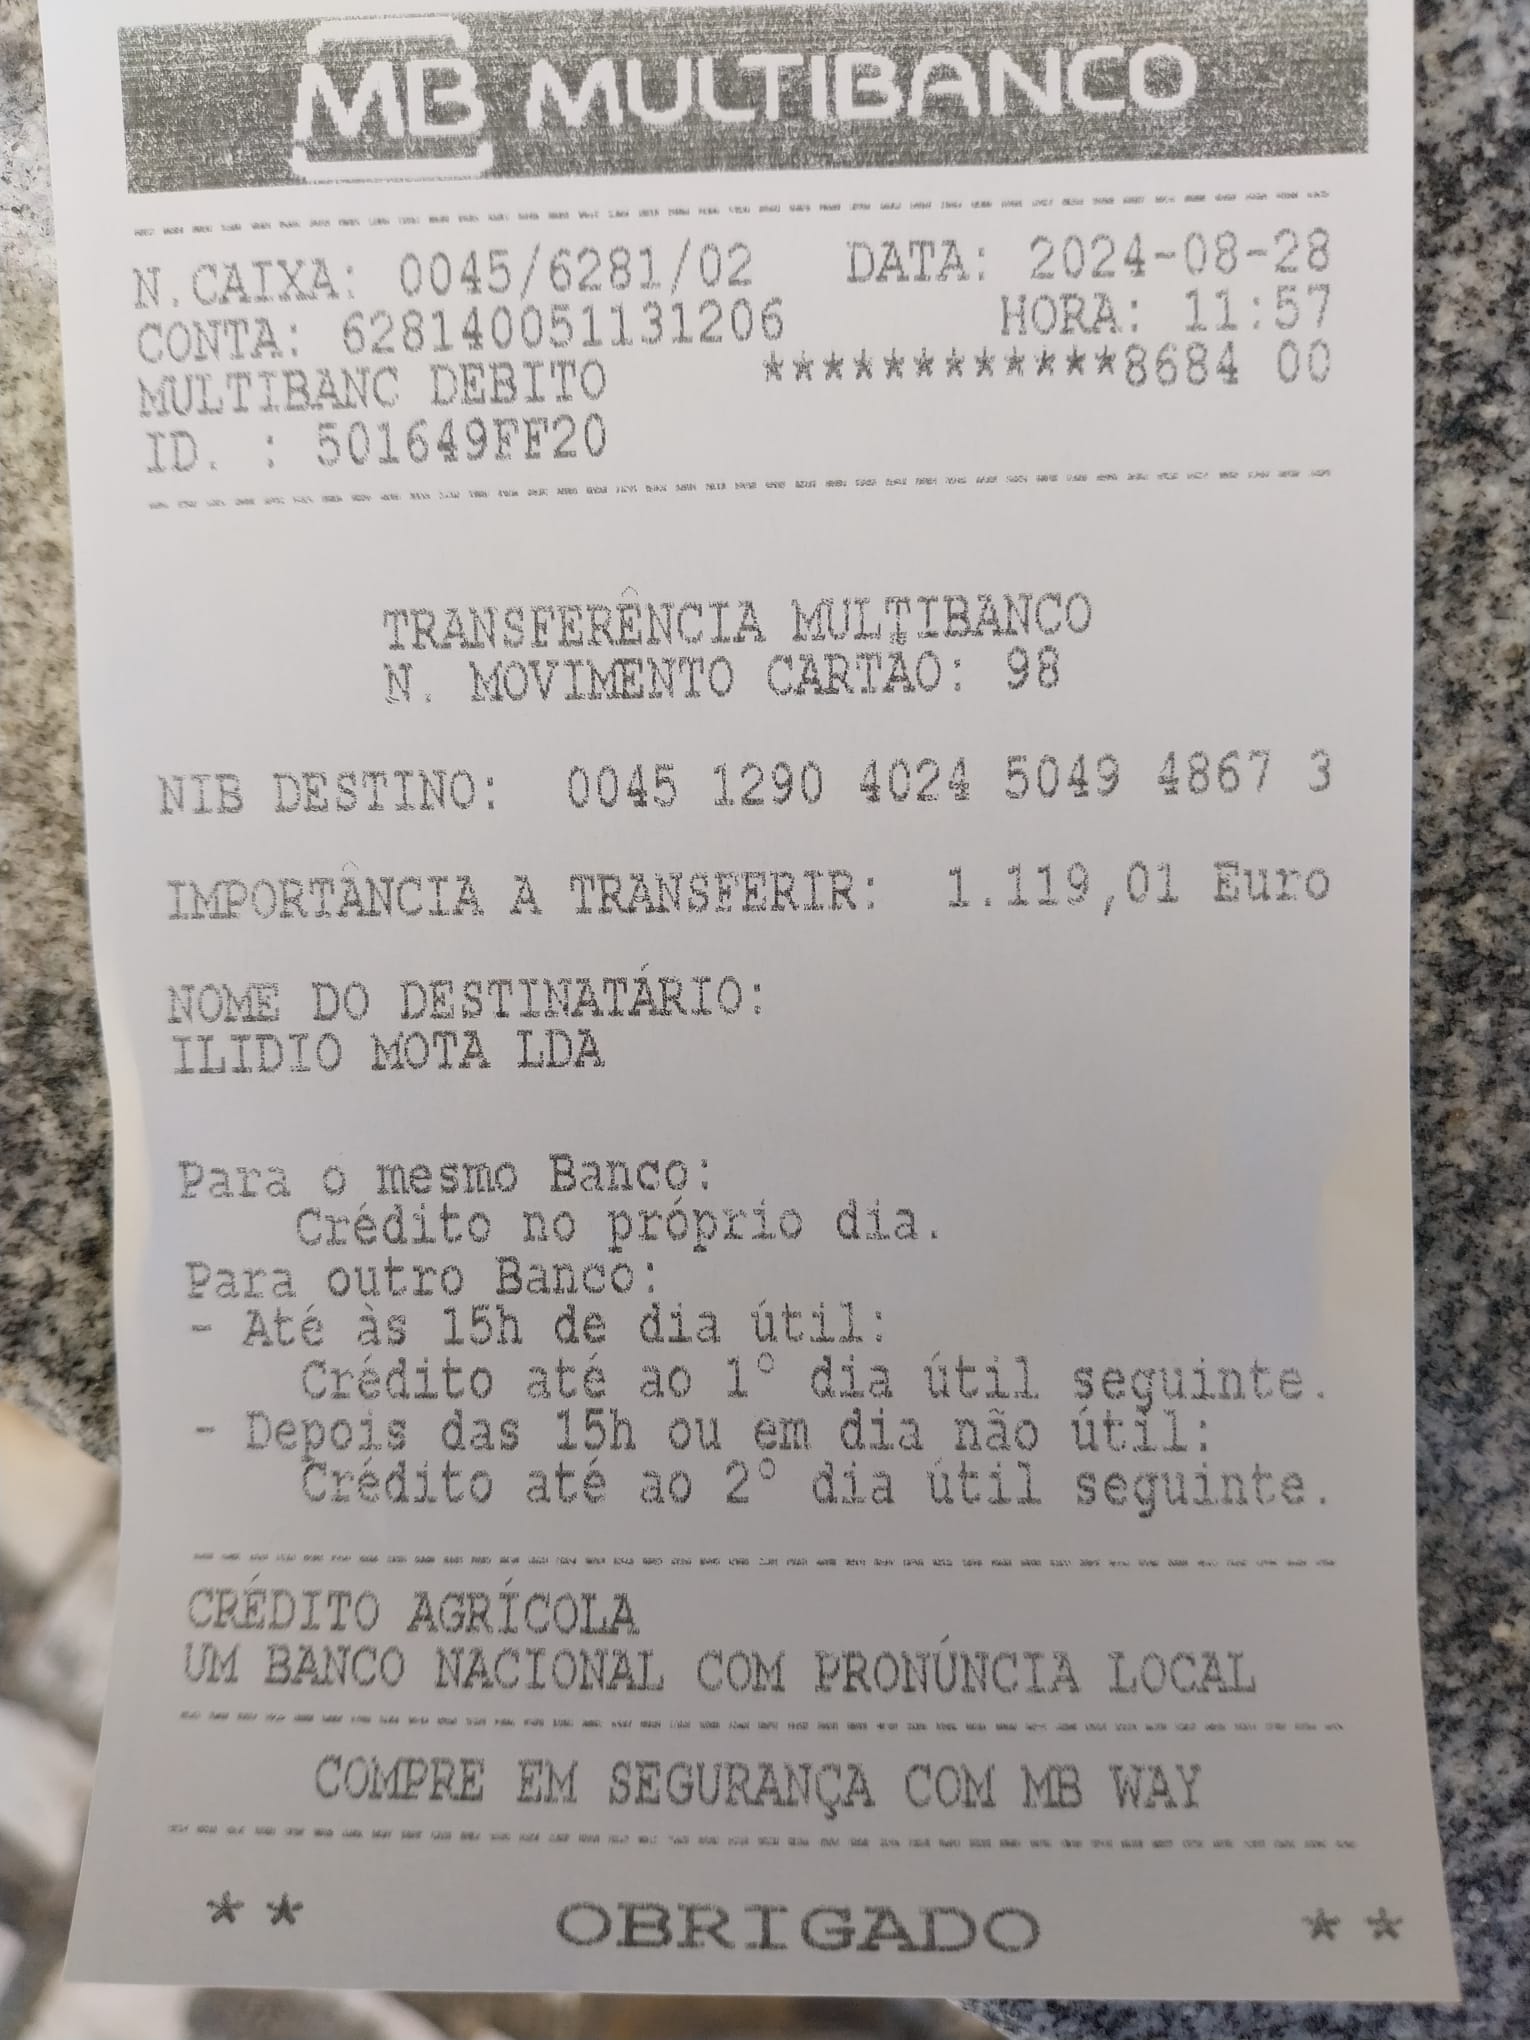 MB MULTIBANCO
N.CAIXA: 0045/6281/02 DATA: 2024-08-28
CONTA: 628140051131206 HORA: 11:57
MULTIBANC DEBITO ************8684 00
ID. : 501649FF20
TRANSFERÊNCIA MULTIBANCO
N. MOVIMENTO CARTÃO: 98
NIB DESTINO: 0045 1290 4024 5049 4867 3
IMPORTÂNCIA A TRANSFERIR: 1.119,01 Euro
NOME DO DESTINATÁRIO:
ILIDIO MOTA LDA
Para o mesmo Banco:
Crédito no próprio dia.
Para outro Banco:
- Até às 15h de dia útil:
Crédito até ao 1° dia útil seguinte.
- Depois das 15h ou em dia não útil:
Crédito até ao 2° dia útil seguinte.
CRÉDITO AGRÍCOLA
UM BANCO NACIONAL COM PRONÚNCIA LOCAL
COMPRE EM SEGURANÇA COM MB WAY
** OBRIGADO **